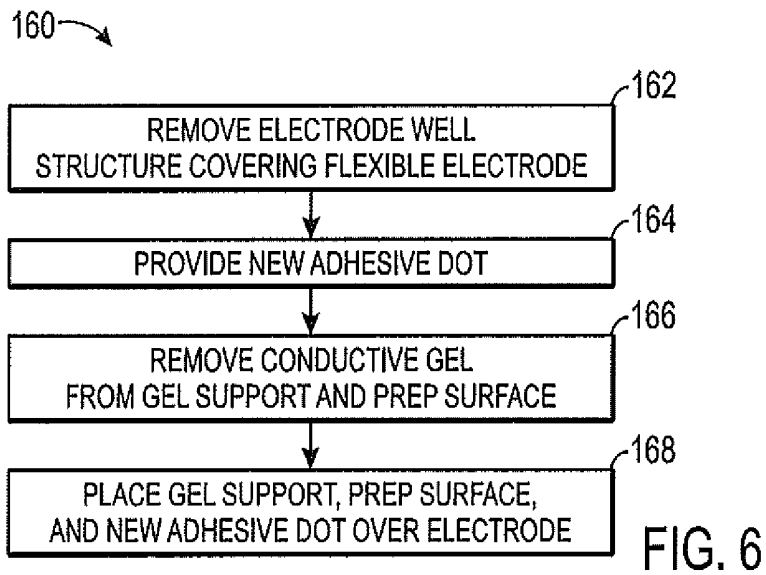 160
162
REMOVE ELECTRODE WELL
STRUCTURE COVERING FLEXIBLE ELECTRODE
164
PROVIDE NEW ADHESIVE DOT
166
REMOVE CONDUCTIVE GEL
FROM GEL SUPPORT AND PREP SURFACE
168
PLACE GEL SUPPORT, PREP SURFACE,
AND NEW ADHESIVE DOT OVER ELECTRODE
FIG. 6